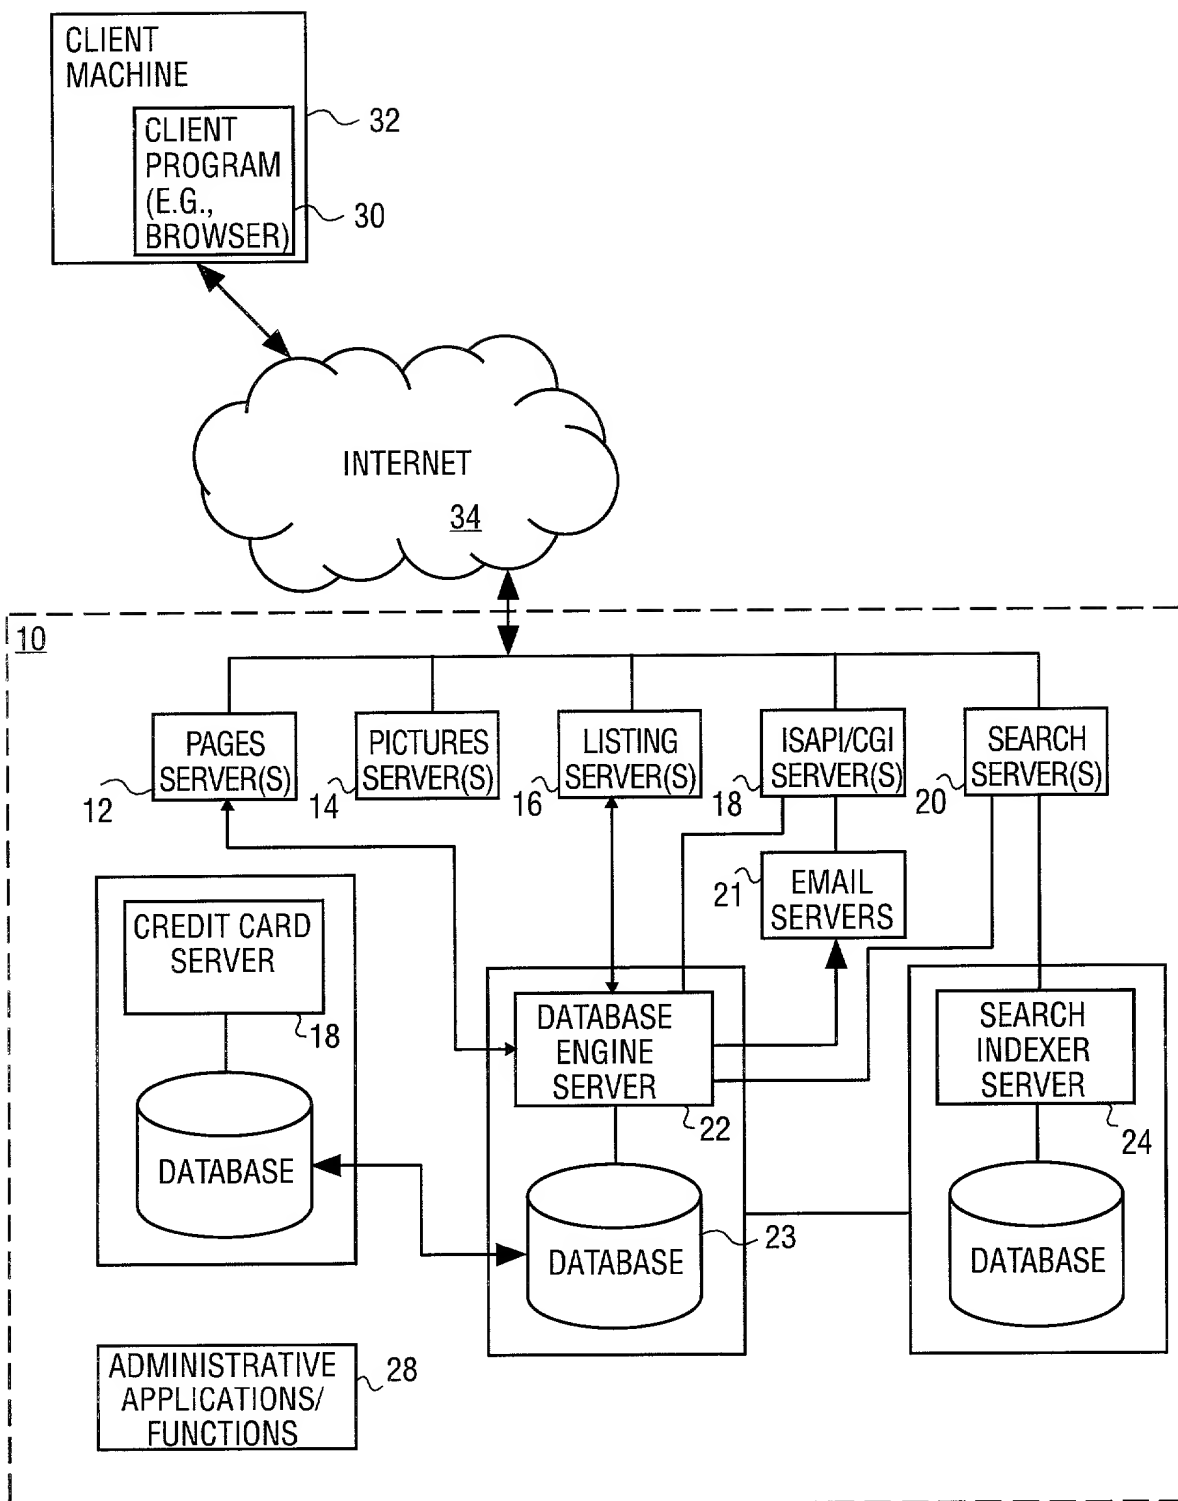 CLIENT
MACHINE
32
CLIENT
PROGRAM
(E.G.,
BROWSER)
30
INTERNET
34
10
PAGES
SERVER(S)
12
PICTURES
SERVER(S)
14
LISTING
SERVER(S)
16
ISAPI/CGI
SERVER(S)
18
SEARCH
SERVER(S)
20
EMAIL
SERVERS
21
CREDIT CARD
SERVER
18
DATABASE
DATABASE
ENGINE
SERVER
22
DATABASE
23
SEARCH
INDEXER
SERVER
24
DATABASE
ADMINISTRATIVE
APPLICATIONS/
FUNCTIONS
28